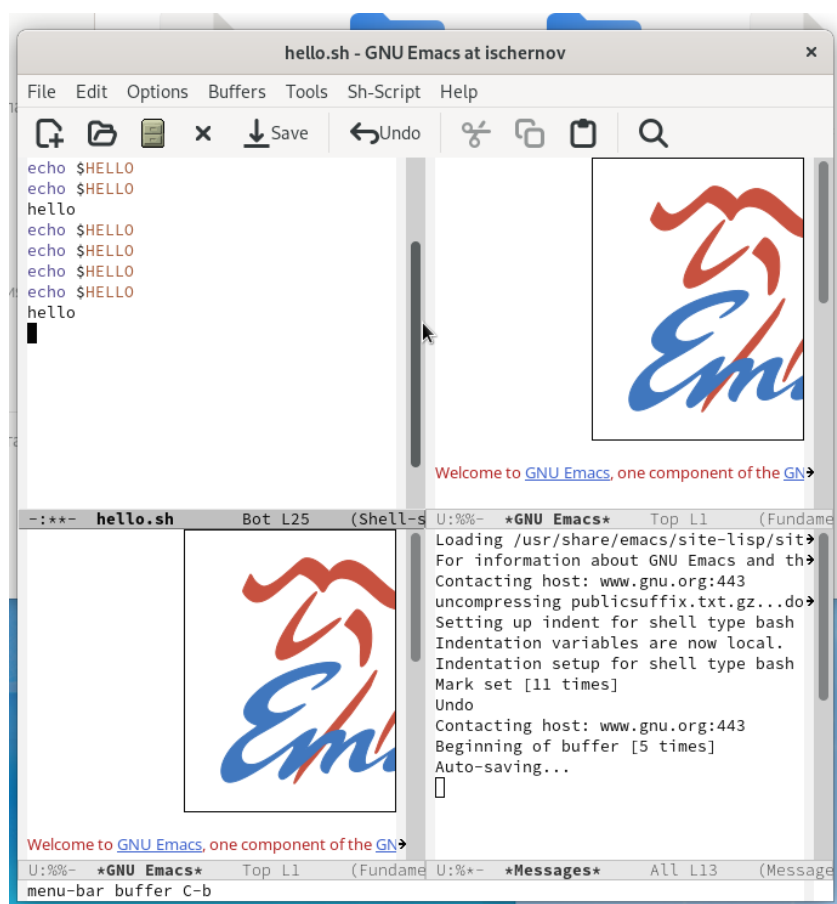 hello.sh - GNU Emacs at ischernov
File Edit Options Buffers Tools Sh-Script Help
Save Undo
echo $HELLO
echo $HELLO
hello
echo $HELLO
echo $HELLO
echo $HELLO
echo $HELLO
hello
-:**- hello.sh Bot L25 (Shell-s
Welcome to GNU Emacs, one component of the GN
U:%%- *GNU Emacs* Top L1 (Fundame
Welcome to GNU Emacs, one component of the GN
U:%%- *GNU Emacs* Top L1 (Fundame
Loading /usr/share/emacs/site-lisp/sit
For information about GNU Emacs and th
Contacting host: www.gnu.org:443
uncompressing publicsuffix.txt.gz...do
Setting up indent for shell type bash
Indentation variables are now local.
Indentation setup for shell type bash
Mark set [11 times]
Undo
Contacting host: www.gnu.org:443
Beginning of buffer [5 times]
Auto-saving...
U:%*- *Messages* All L13 (Message
menu-bar buffer C-b